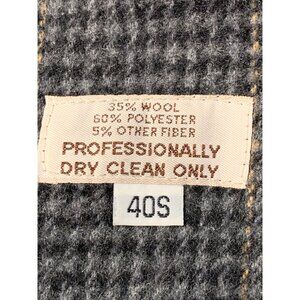 35% WOOL
60% POLYESTER
5% OTHER FIBER
PROFESSIONALLY
DRY CLEAN ONLY
40S